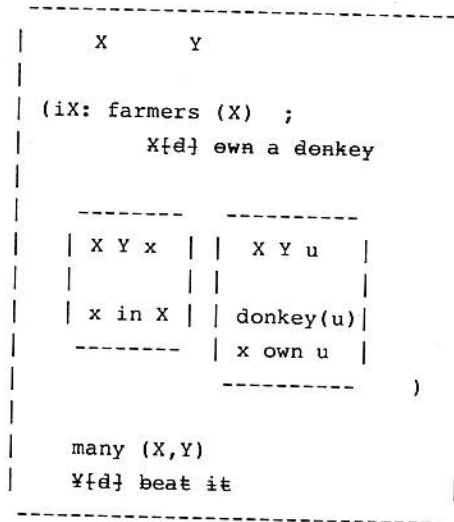 X Y
(iX: farmers (X) ;
X[d] own a donkey
X Y x X Y u
x in X donkey(u)
x own u
)
many (X,Y)
Y[d] beat it